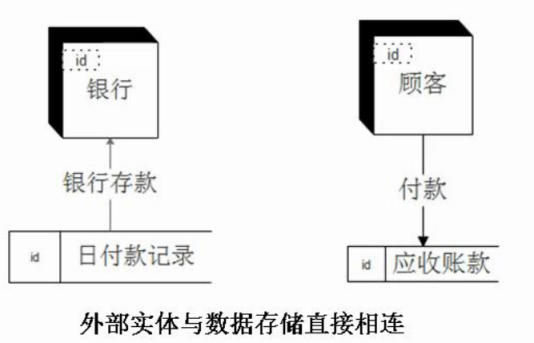 id
银行
银行存款
id 日付款记录
id
顾客
付款
id 应收账款
外部实体与数据存储直接相连